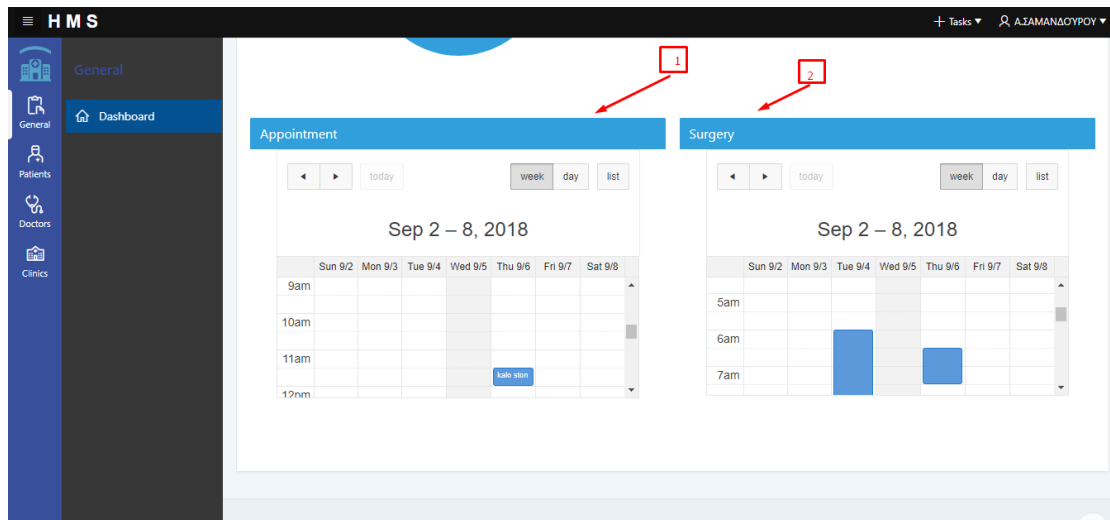 HMS
Tasks
Α.ΣΑΜΑΝΔΟΥΡΟΥ
General
General
Dashboard
Patients
Doctors
Clinics
1
2
Appointment
today
week day list
Sep 2 – 8, 2018
Sun 9/2 Mon 9/3 Tue 9/4 Wed 9/5 Thu 9/6 Fri 9/7 Sat 9/8
9am
10am
11am
kalo ston
12pm
Surgery
today
week day list
Sep 2 – 8, 2018
Sun 9/2 Mon 9/3 Tue 9/4 Wed 9/5 Thu 9/6 Fri 9/7 Sat 9/8
5am
6am
7am